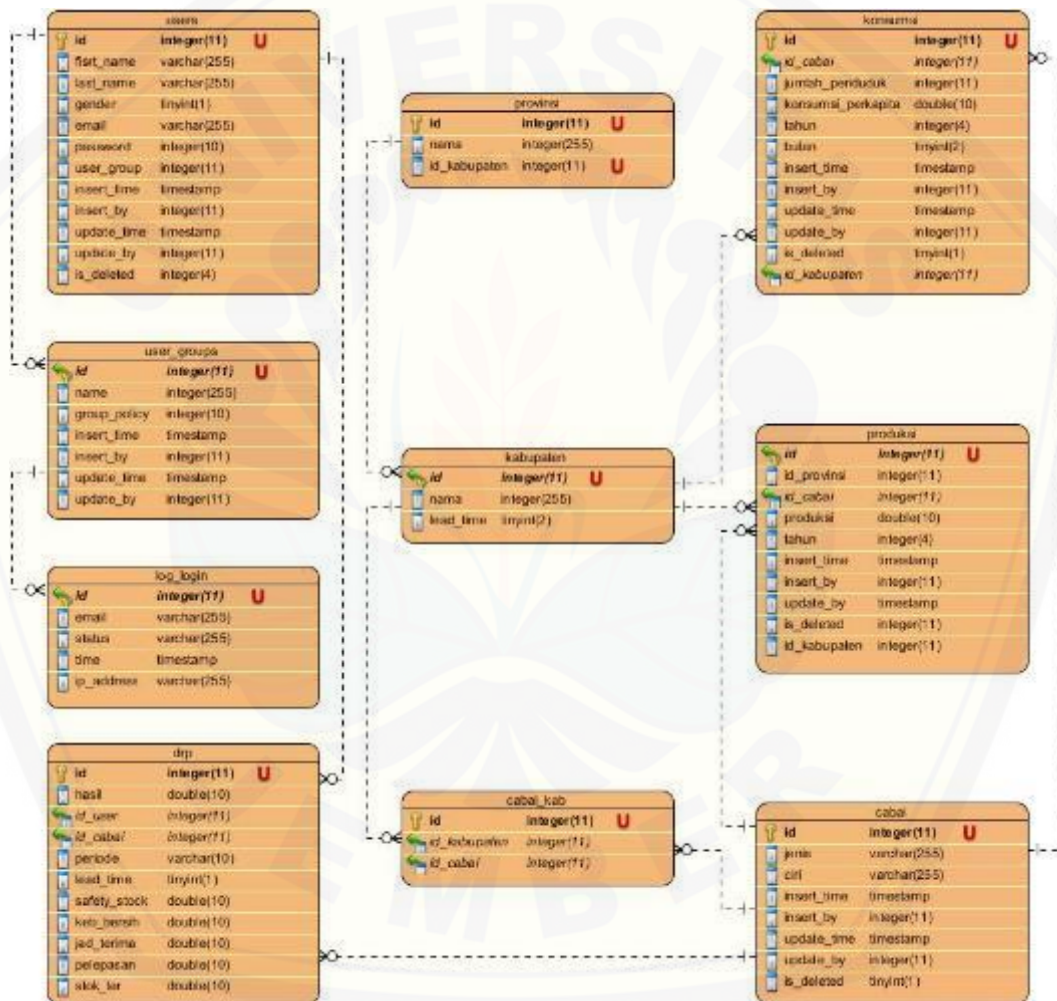 users
id integer(11) U
fisrt_name varchar(255)
last_name varchar(255)
gender tinyint(1)
email varchar(255)
password integer(10)
user_group integer(11)
insert_time timestamp
insert_by integer(11)
update_time timestamp
update_by integer(11)
is_deleted integer(4)
user_groups
id integer(11) U
name integer(255)
group_policy integer(10)
insert_time timestamp
insert_by integer(11)
update_time timestamp
update_by integer(11)
log_login
id integer(11) U
email varchar(255)
status varchar(255)
time timestamp
ip_address varchar(255)
drp
id integer(11) U
hasil double(10)
id_user integer(11)
id_cabai integer(11)
periode varchar(10)
lead_time tinyint(1)
safety_stock double(10)
keb_bersih double(10)
jad_terima double(10)
pelepasan double(10)
stok_ter double(10)
provinsi
id integer(11) U
nama integer(255)
id_kabupaten integer(11) U
kabupaten
id integer(11) U
nama integer(255)
lead_time tinyint(2)
cabai_kab
id integer(11) U
id_kabupaten integer(11)
id_cabai integer(11)
konsumsi
id integer(11) U
id_cabai integer(11)
jumlah_penduduk integer(11)
konsumsi_perkapita double(10)
tahun integer(4)
bulan tinyint(2)
insert_time timestamp
insert_by integer(11)
update_time timestamp
update_by integer(11)
is_deleted tinyint(1)
id_kabupaten integer(11)
produksi
id integer(11) U
id_provinsi integer(11)
id_cabai integer(11)
produksi double(10)
tahun integer(4)
insert_time timestamp
insert_by integer(11)
update_by timestamp
is_deleted integer(11)
id_kabupaten integer(11)
cabai
id integer(11) U
jenis varchar(255)
ciri varchar(255)
insert_time timestamp
insert_by integer(11)
update_time timestamp
update_by integer(11)
is_deleted tinyint(1)